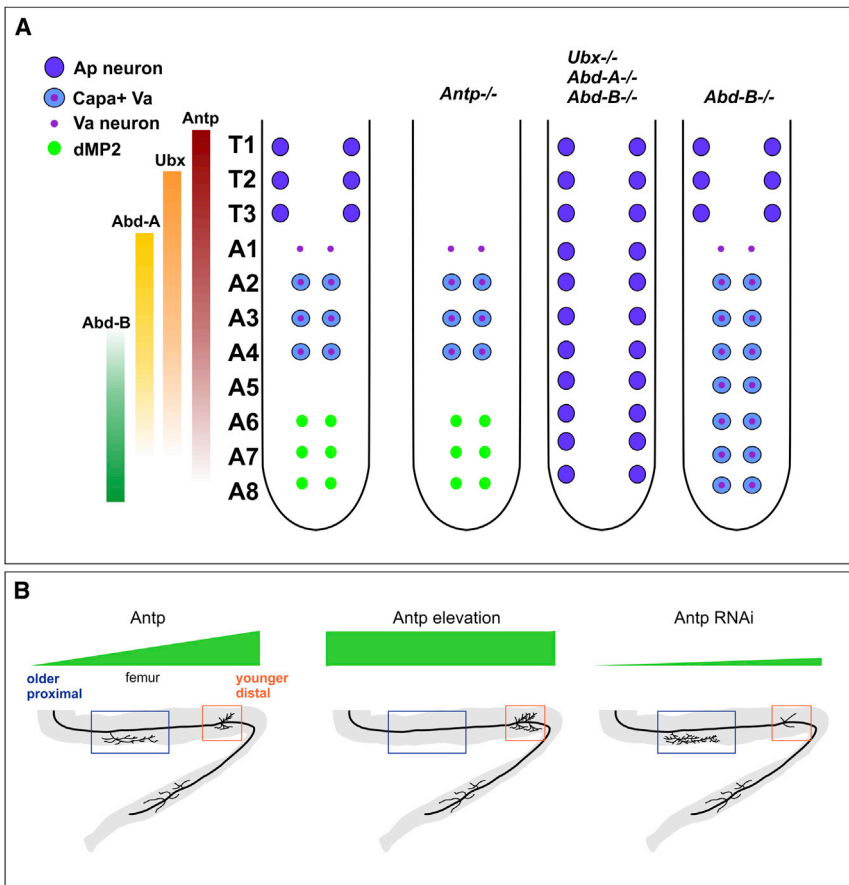 A
Ap neuron
Capa+ Va
Va neuron
dMP2
Antp
Ubx
Abd-A
Abd-B
T1
T2
T3
A1
A2
A3
A4
A5
A6
A7
A8
Antp-/-
Ubx-/-
Abd-A-/-
Abd-B-/-
Abd-B-/-
B
Antp
Antp elevation
Antp RNAi
older
proximal
femur
younger
distal